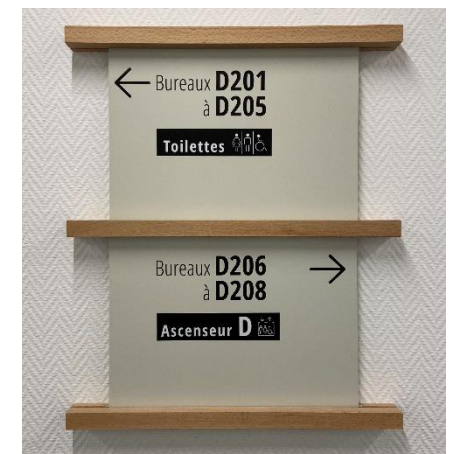 ← Bureaux D201
à D205
Toilettes
Bureaux D206 →
à D208
Ascenseur D